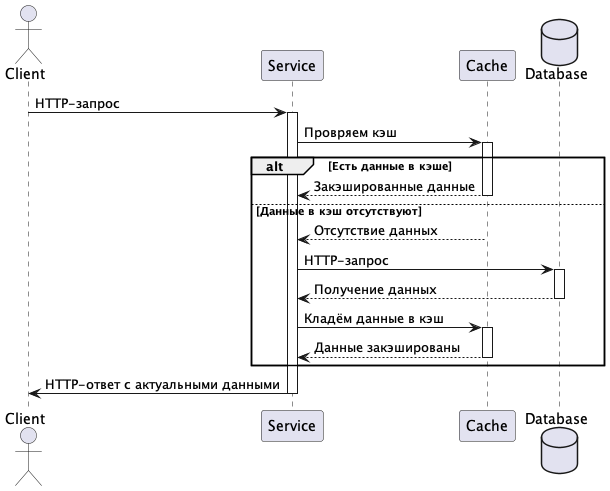 Client
Service
Cache
Database
HTTP-запрос
Провряем кэш
alt [Есть данные в кэше]
Закэшированные данные
[Данные в кэш отсутствуют]
Отсутствие данных
HTTP-запрос
Получение данных
Кладём данные в кэш
Данные закэшированы
HTTP-ответ с актуальными данными
Client
Service
Cache
Database